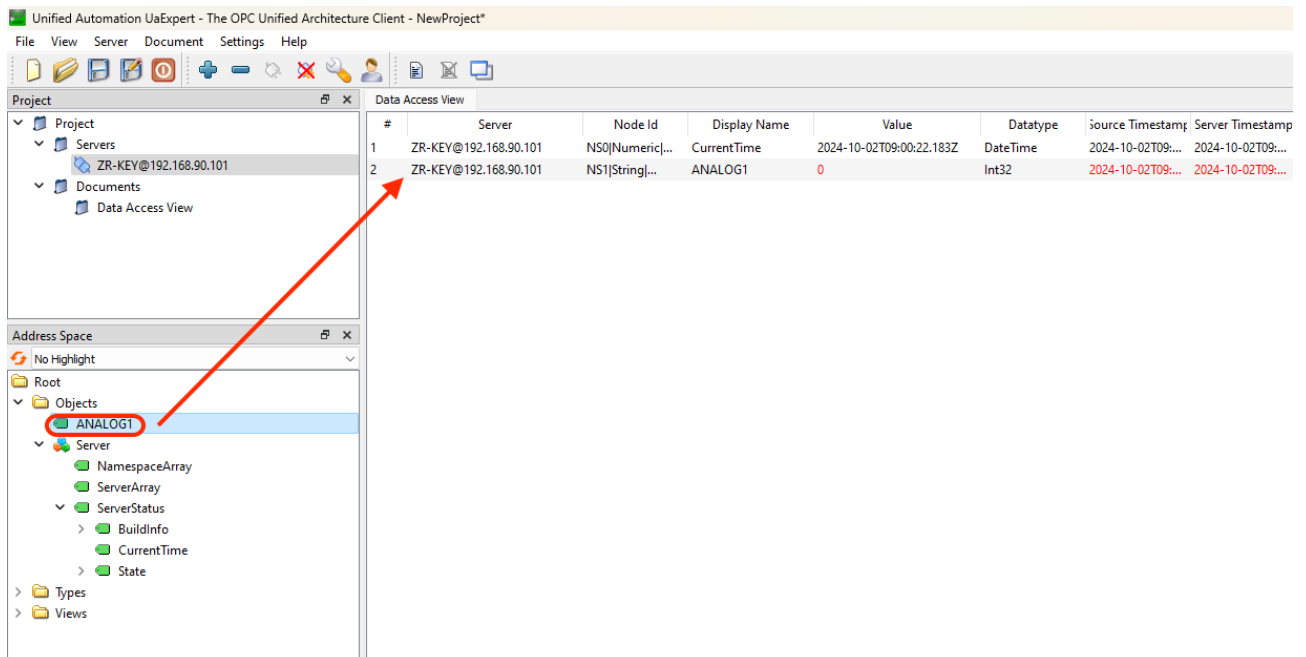 Unified Automation UaExpert - The OPC Unified Architecture Client - NewProject*
File View Server Document Settings Help
Project
Project
Servers
ZR-KEY@192.168.90.101
Documents
Data Access View
Address Space
No Highlight
Root
Objects
ANALOG1
Server
NamespaceArray
ServerArray
ServerStatus
BuildInfo
CurrentTime
State
Types
Views
Data Access View
# Server Node Id Display Name Value Datatype Source Timestamp Server Timestamp
1 ZR-KEY@192.168.90.101 NS0|Numeric|... CurrentTime 2024-10-02T09:00:22.183Z DateTime 2024-10-02T09:... 2024-10-02T09:...
2 ZR-KEY@192.168.90.101 NS1|String|... ANALOG1 0 Int32 2024-10-02T09:... 2024-10-02T09:...